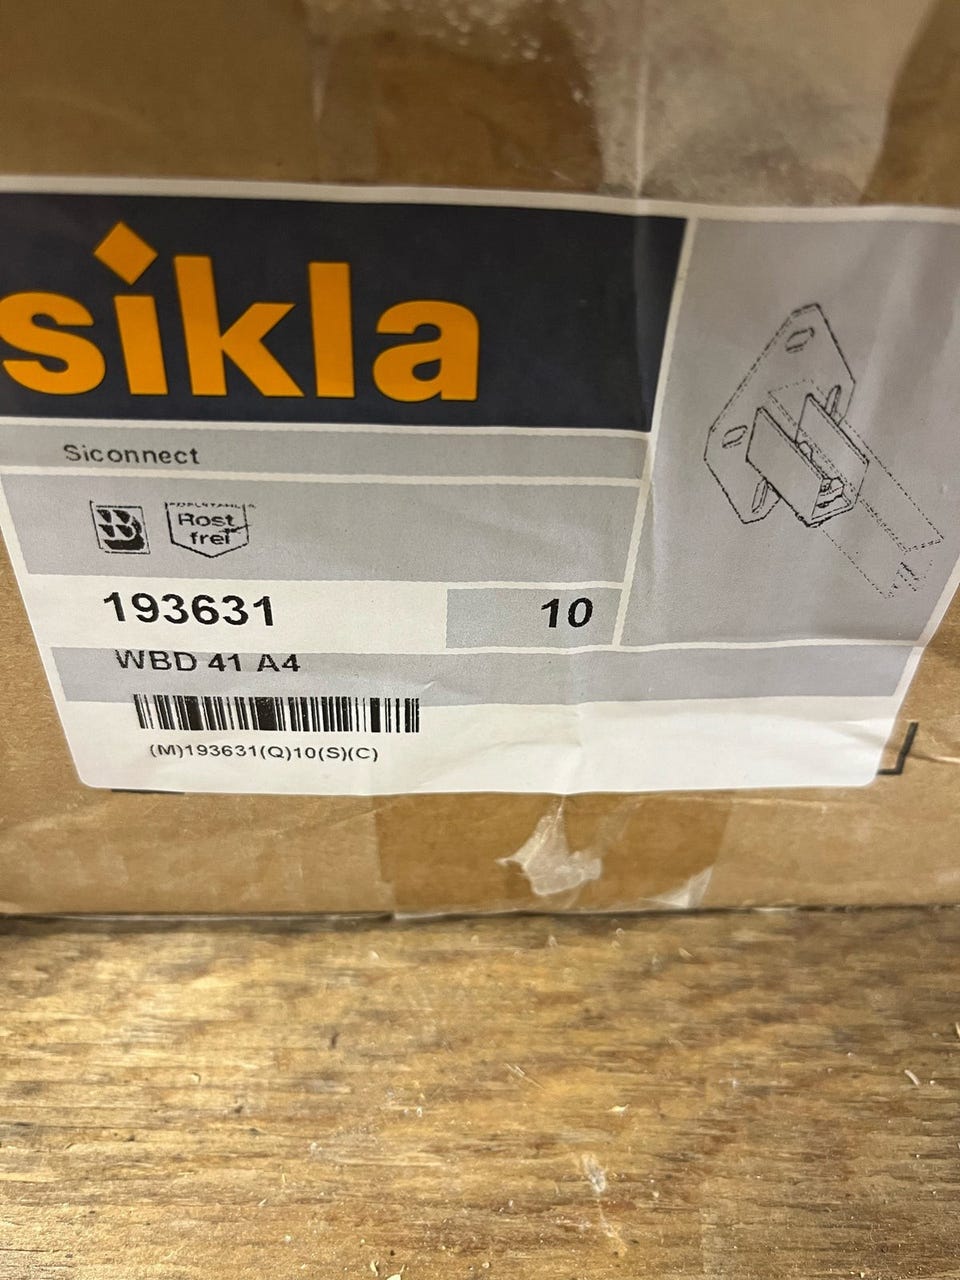 sikla
Siconnect
Rost
frei
193631
10
WBD 41 A4
(M)193631(Q)10(S)(C)